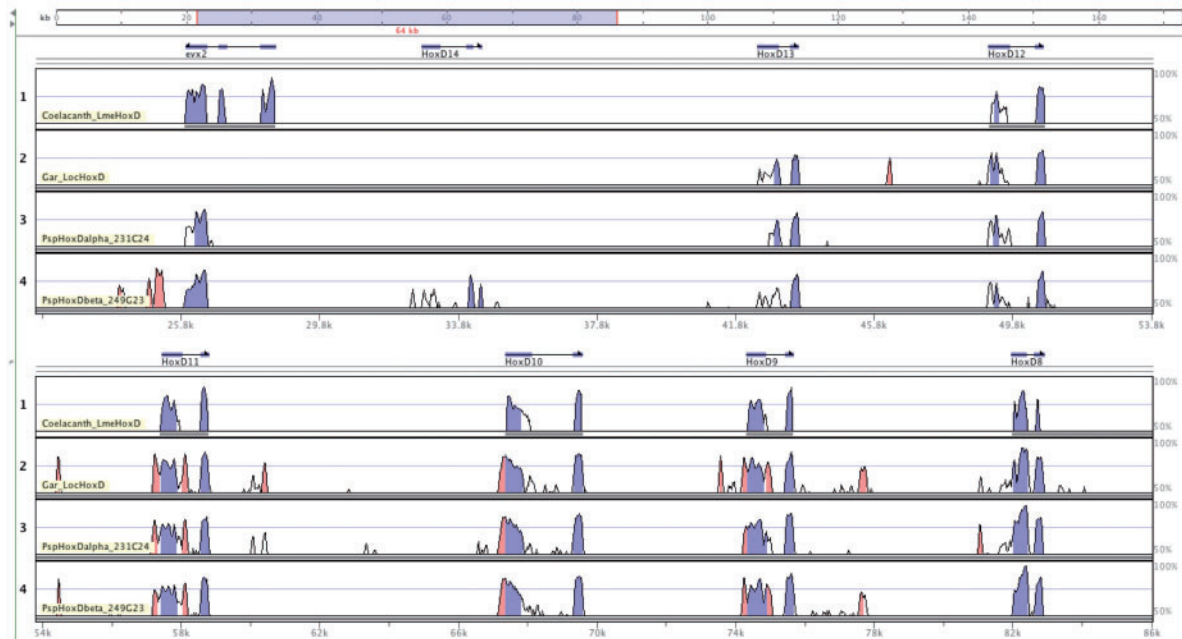 kb 0 20 40 60 80 100 120 140 160
64 kb
evx2 HoxD14 HoxD13 HoxD12
100%
1
Coelacanth_LmeHoxD 50%
2
Gar_LocHoxD 50%
100%
3
PspHoxDalpha_231C24 50%
100%
4
PspHoxDbeta_249G23 50%
25.8k 29.8k 33.8k 37.8k 41.8k 45.8k 49.8k 53.8k
HoxD11 HoxD10 HoxD9 HoxD8
100%
1
Coelacanth_LmeHoxD 50%
100%
2
Gar_LocHoxD 50%
100%
3
PspHoxDalpha_231C24 50%
100%
4
PspHoxDbeta_249G23 50%
54k 58k 62k 66k 70k 74k 78k 82k 86k